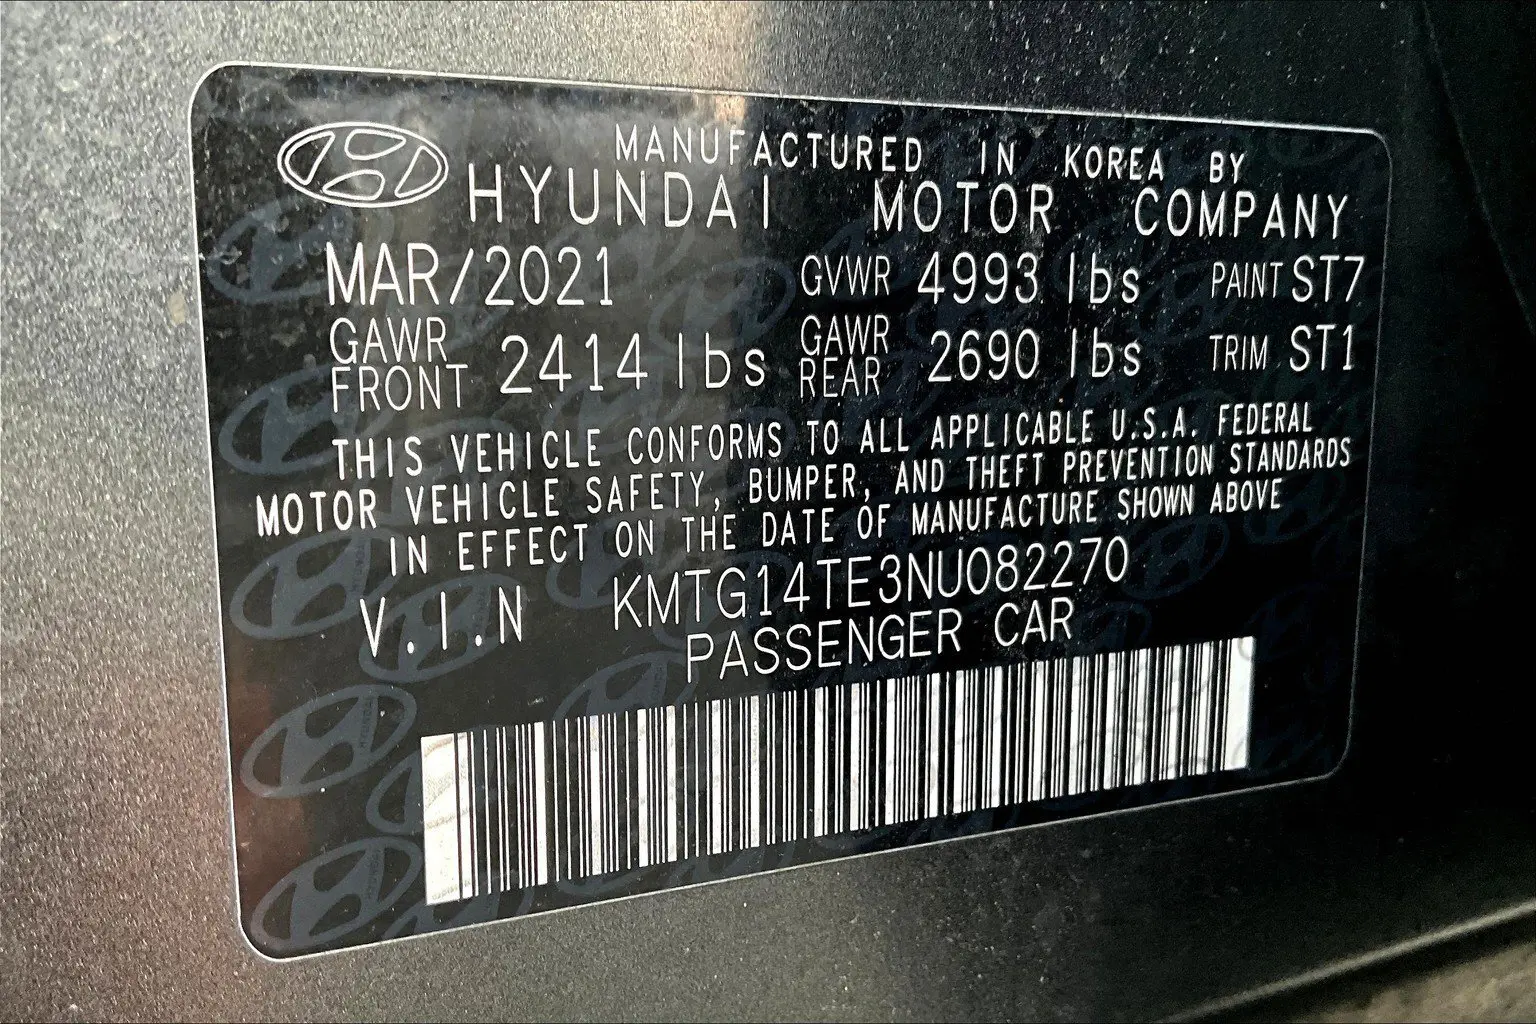 MANUFACTURED IN KOREA BY
HYUNDAI MOTOR COMPANY
MAR/2021 GVWR 4993 lbs PAINT ST7
GAWR FRONT 2414 lbs GAWR REAR 2690 lbs TRIM ST1
THIS VEHICLE CONFORMS TO ALL APPLICABLE U.S.A. FEDERAL
MOTOR VEHICLE SAFETY, BUMPER, AND THEFT PREVENTION STANDARDS
IN EFFECT ON THE DATE OF MANUFACTURE SHOWN ABOVE
V.I.N KMTG14TE3NU082270
PASSENGER CAR